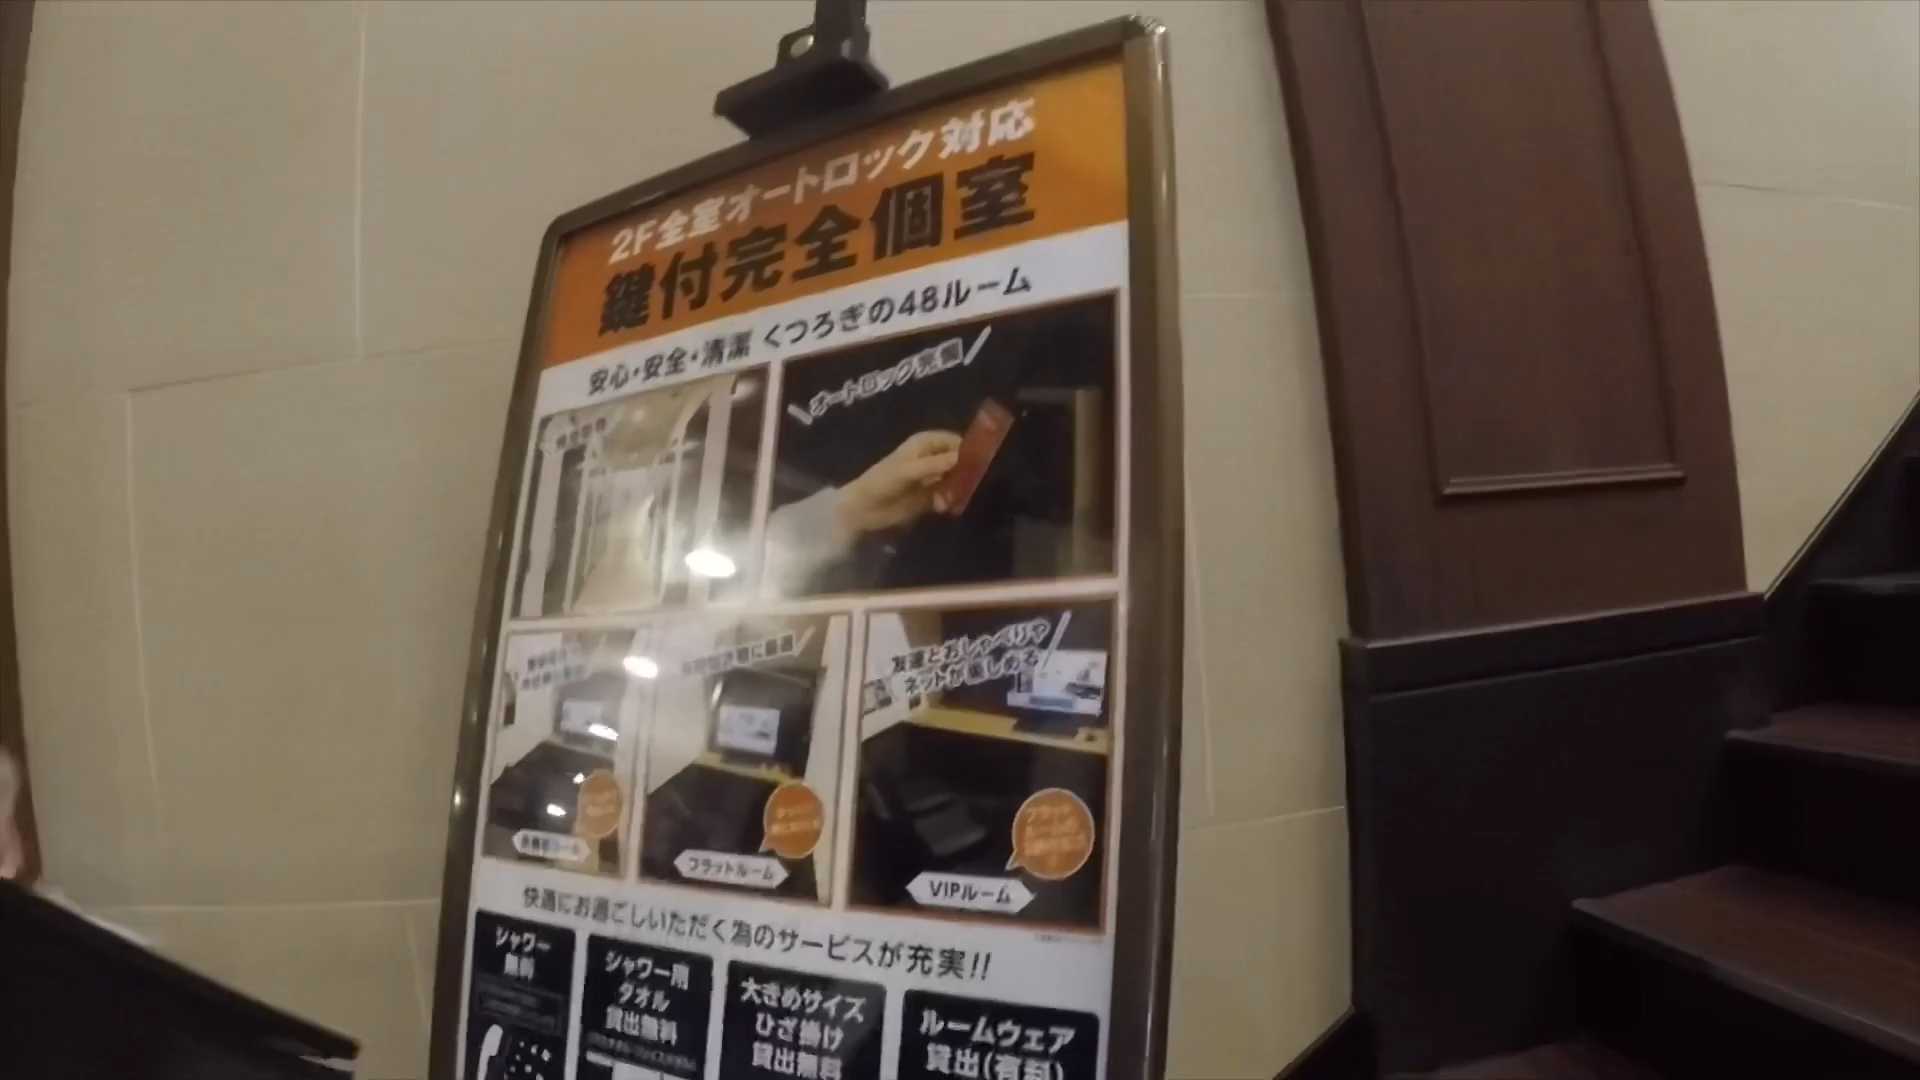 2F全室オートロック対応
鍵付完全個室
安心・安全・清潔 くつろぎの48ルーム
オートロック完備
友達とおしゃべりや
ネットが楽しめる
フラットルーム
VIPルーム
快適にお過ごしいただく為のサービスが充実!!
シャワー
無料
シャワー用
タオル
貸出無料
大きめサイズ
ひざ掛け
貸出無料
ルームウェア
貸出(有料)